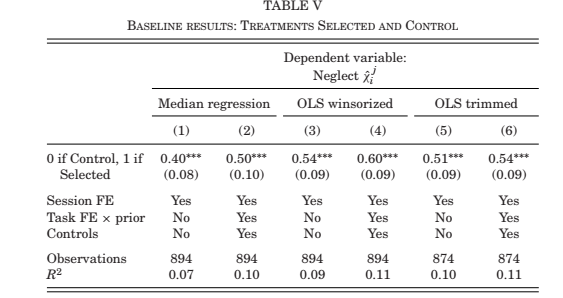 TABLE V
BASELINE RESULTS: TREATMENTS SELECTED AND CONTROL
Dependent variable:
Neglect χ̂ᵢʲ
Median regression OLS winsorized OLS trimmed
(1) (2) (3) (4) (5) (6)
0 if Control, 1 if 0.40*** 0.50*** 0.54*** 0.60*** 0.51*** 0.54***
Selected (0.08) (0.10) (0.09) (0.09) (0.09) (0.09)
Session FE Yes Yes Yes Yes Yes Yes
Task FE × prior No Yes No Yes No Yes
Controls No Yes No Yes No Yes
Observations 894 894 894 894 874 874
R² 0.07 0.10 0.09 0.11 0.10 0.11